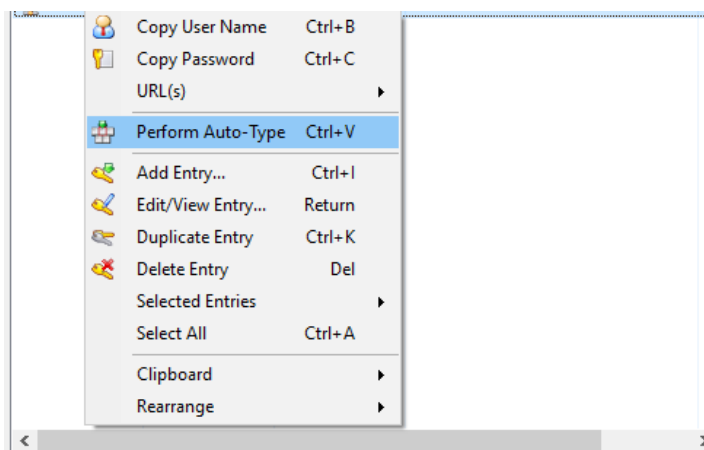 Copy User Name Ctrl+B
Copy Password Ctrl+C
URL(s)
Perform Auto-Type Ctrl+V
Add Entry... Ctrl+I
Edit/View Entry... Return
Duplicate Entry Ctrl+K
Delete Entry Del
Selected Entries
Select All Ctrl+A
Clipboard
Rearrange